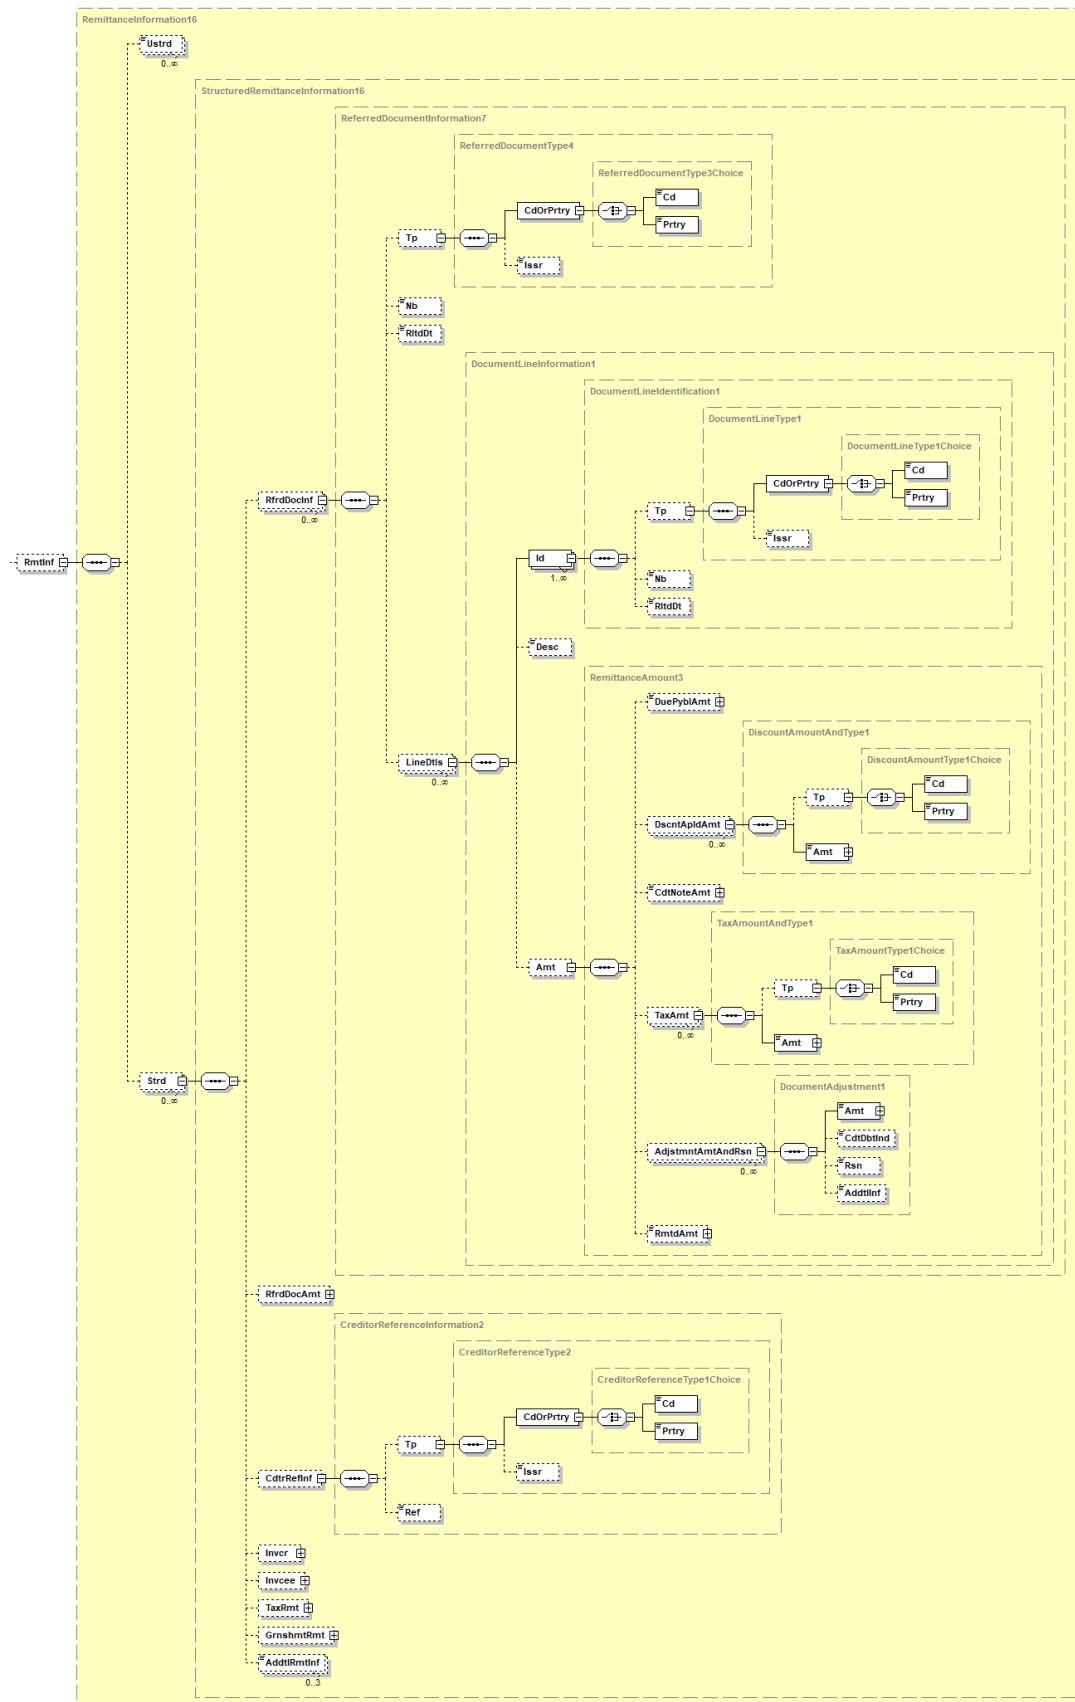 RemittanceInformation16
Ustrd
0..∞
StructuredRemittanceInformation16
ReferredDocumentInformation7
ReferredDocumentType4
ReferredDocumentType3Choice
Cd
CdOrPrtry
Prtry
Tp
Issr
Nb
RltdDt
DocumentLineInformation1
DocumentLineIdentification1
DocumentLineType1
DocumentLineType1Choice
Cd
CdOrPrtry
Prtry
RfrdDocInf
0..∞
Tp
Issr
RmtInf
Id
1..∞
Nb
RltdDt
Desc
RemittanceAmount3
DuePyblAmt
DiscountAmountAndType1
DiscountAmountType1Choice
LineDtls
0..∞
Cd
Tp
Prtry
DscntApldAmt
0..∞
Amt
CdtNoteAmt
TaxAmountAndType1
TaxAmountType1Choice
Amt
Cd
Tp
Prtry
TaxAmt
0..∞
Amt
Strd
0..∞
DocumentAdjustment1
Amt
CdtDbtInd
AdjstmntAmtAndRsn
0..∞
Rsn
AddtlInf
RmtdAmt
RfrdDocAmt
CreditorReferenceInformation2
CreditorReferenceType2
CreditorReferenceType1Choice
Cd
CdOrPrtry
Prtry
Tp
Issr
CdtrRefInf
Ref
Invcr
Invcee
TaxRmt
GrnshmtRmt
AddtlRmtInf
0..3